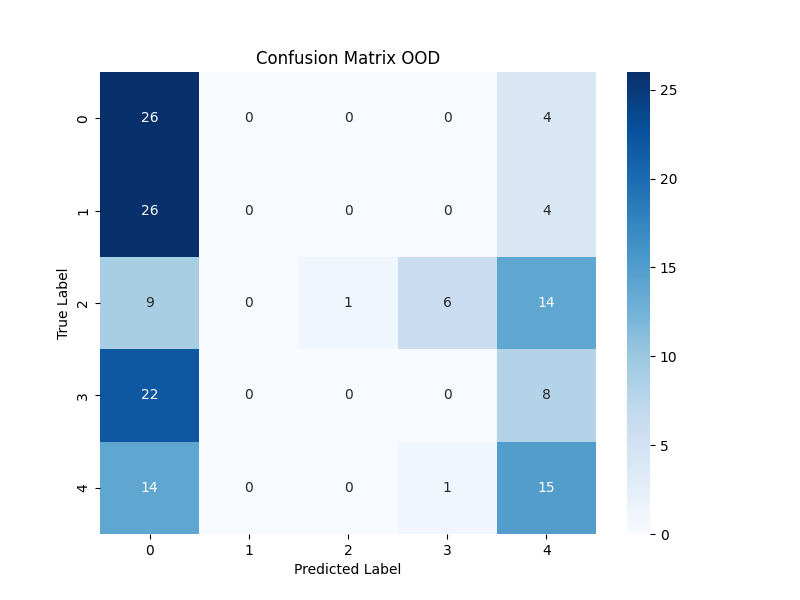 Confusion Matrix OOD
0 26 0 0 0 4
1 26 0 0 0 4
2 9 0 1 6 14
3 22 0 0 0 8
4 14 0 0 1 15
0 1 2 3 4
Predicted Label
True Label
25
20
15
10
5
0